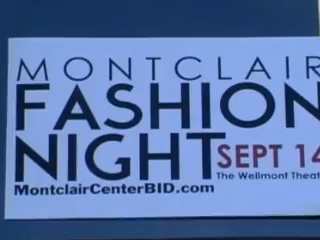 MONTCLAIR
FASHION
NIGHT
SEPT 14
The Wellmont Theat
MontclairCenterBID.com